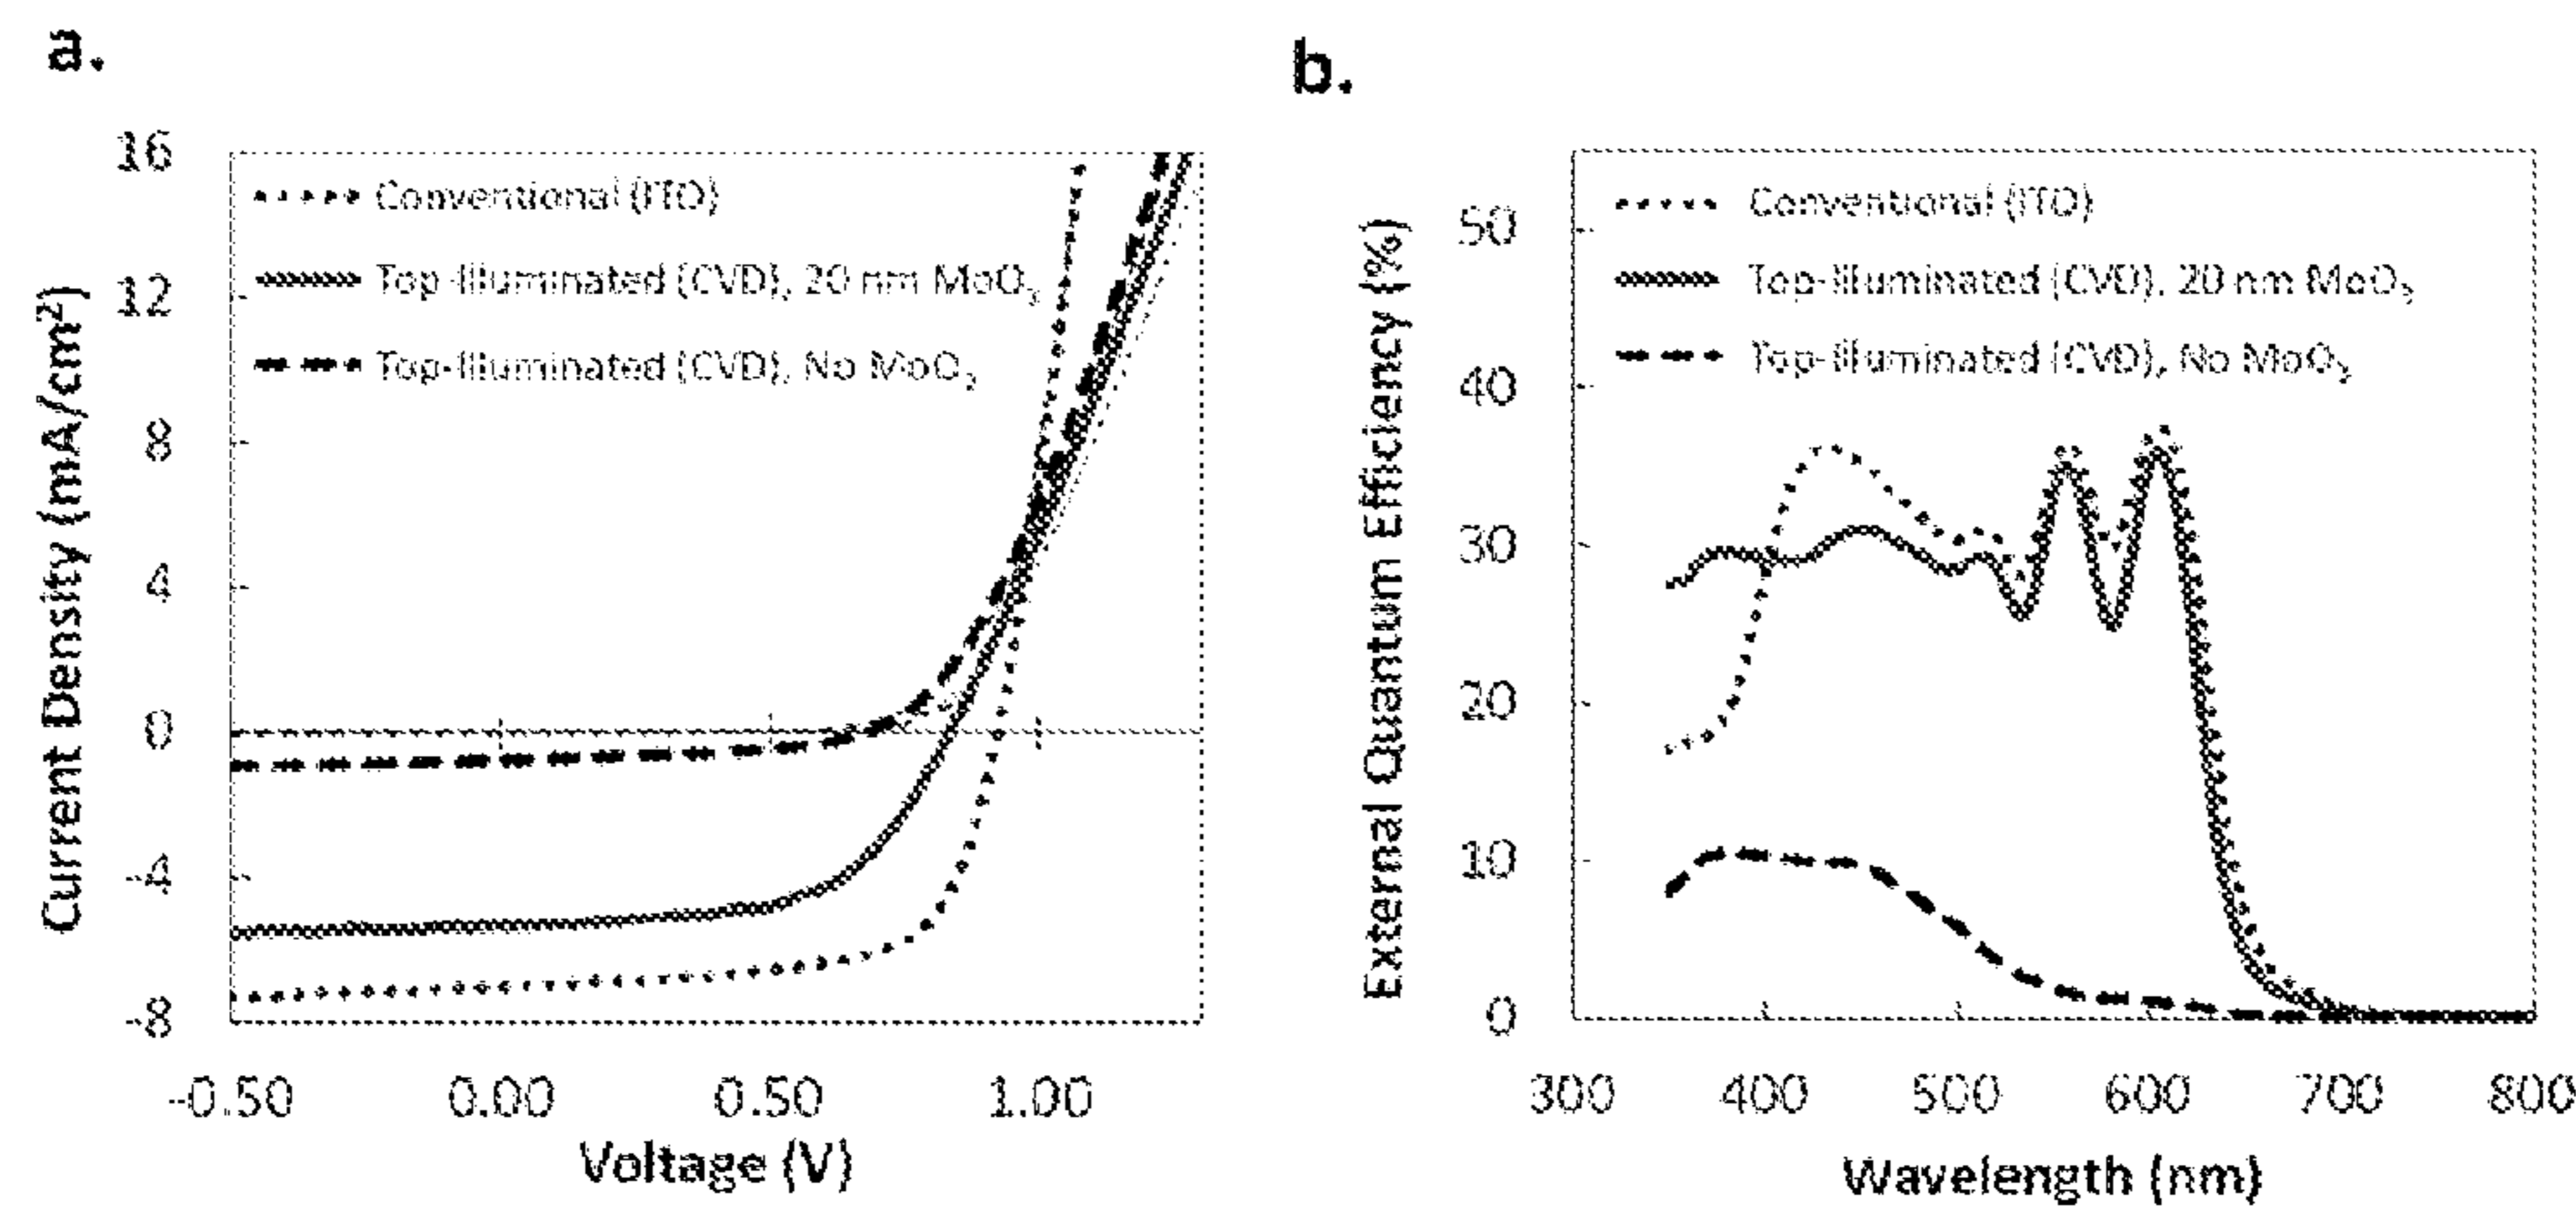 a.
16
12
8
4
0
-4
-8
Current Density (mA/cm²)
Conventional (ITO)
Top-Illuminated (CVD), 20 nm MoO₃
Top-Illuminated (CVD), No MoO₃
-0.50 0.00 0.50 1.00
Voltage (V)
b.
50
40
30
20
10
0
External Quantum Efficiency (%)
Conventional (ITO)
Top-Illuminated (CVD), 20 nm MoO₃
Top-Illuminated (CVD), No MoO₃
300 400 500 600 700 800
Wavelength (nm)